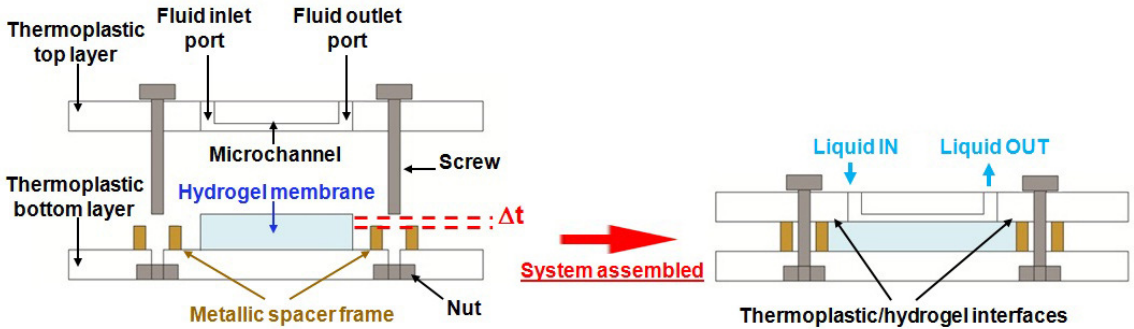 Thermoplastic
top layer
Fluid inlet
port
Fluid outlet
port
Microchannel
Screw
Thermoplastic
bottom layer
Hydrogel membrane
Δt
Metallic spacer frame
Nut
System assembled
Liquid IN
Liquid OUT
Thermoplastic/hydrogel interfaces